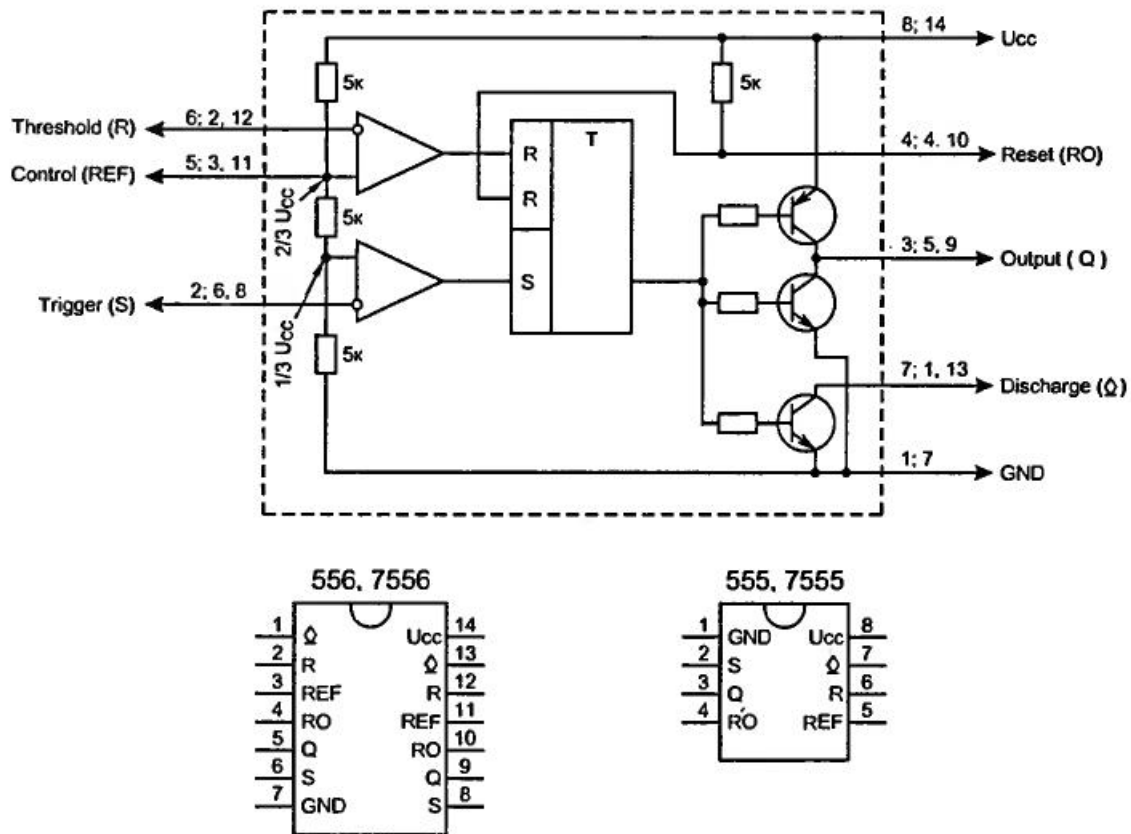 8; 14
Ucc
5к
5к
Threshold (R)
6; 2, 12
T
R
4; 4. 10
Reset (RO)
Control (REF)
5; 3, 11
R
2/3 Ucc
5к
3; 5, 9
Output ( Q )
Trigger (S)
2; 6, 8
S
1/3 Ucc
5к
7; 1, 13
Discharge (◊)
1; 7
GND
556, 7556
1 ◊ Ucc 14
2 R ◊ 13
3 REF R 12
4 RO REF 11
5 Q RO 10
6 S Q 9
7 GND S 8
555, 7555
1 GND Ucc 8
2 S ◊ 7
3 Q R 6
4 RO REF 5